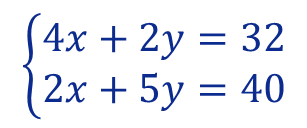 4x + 2y = 32
2x + 5y = 40